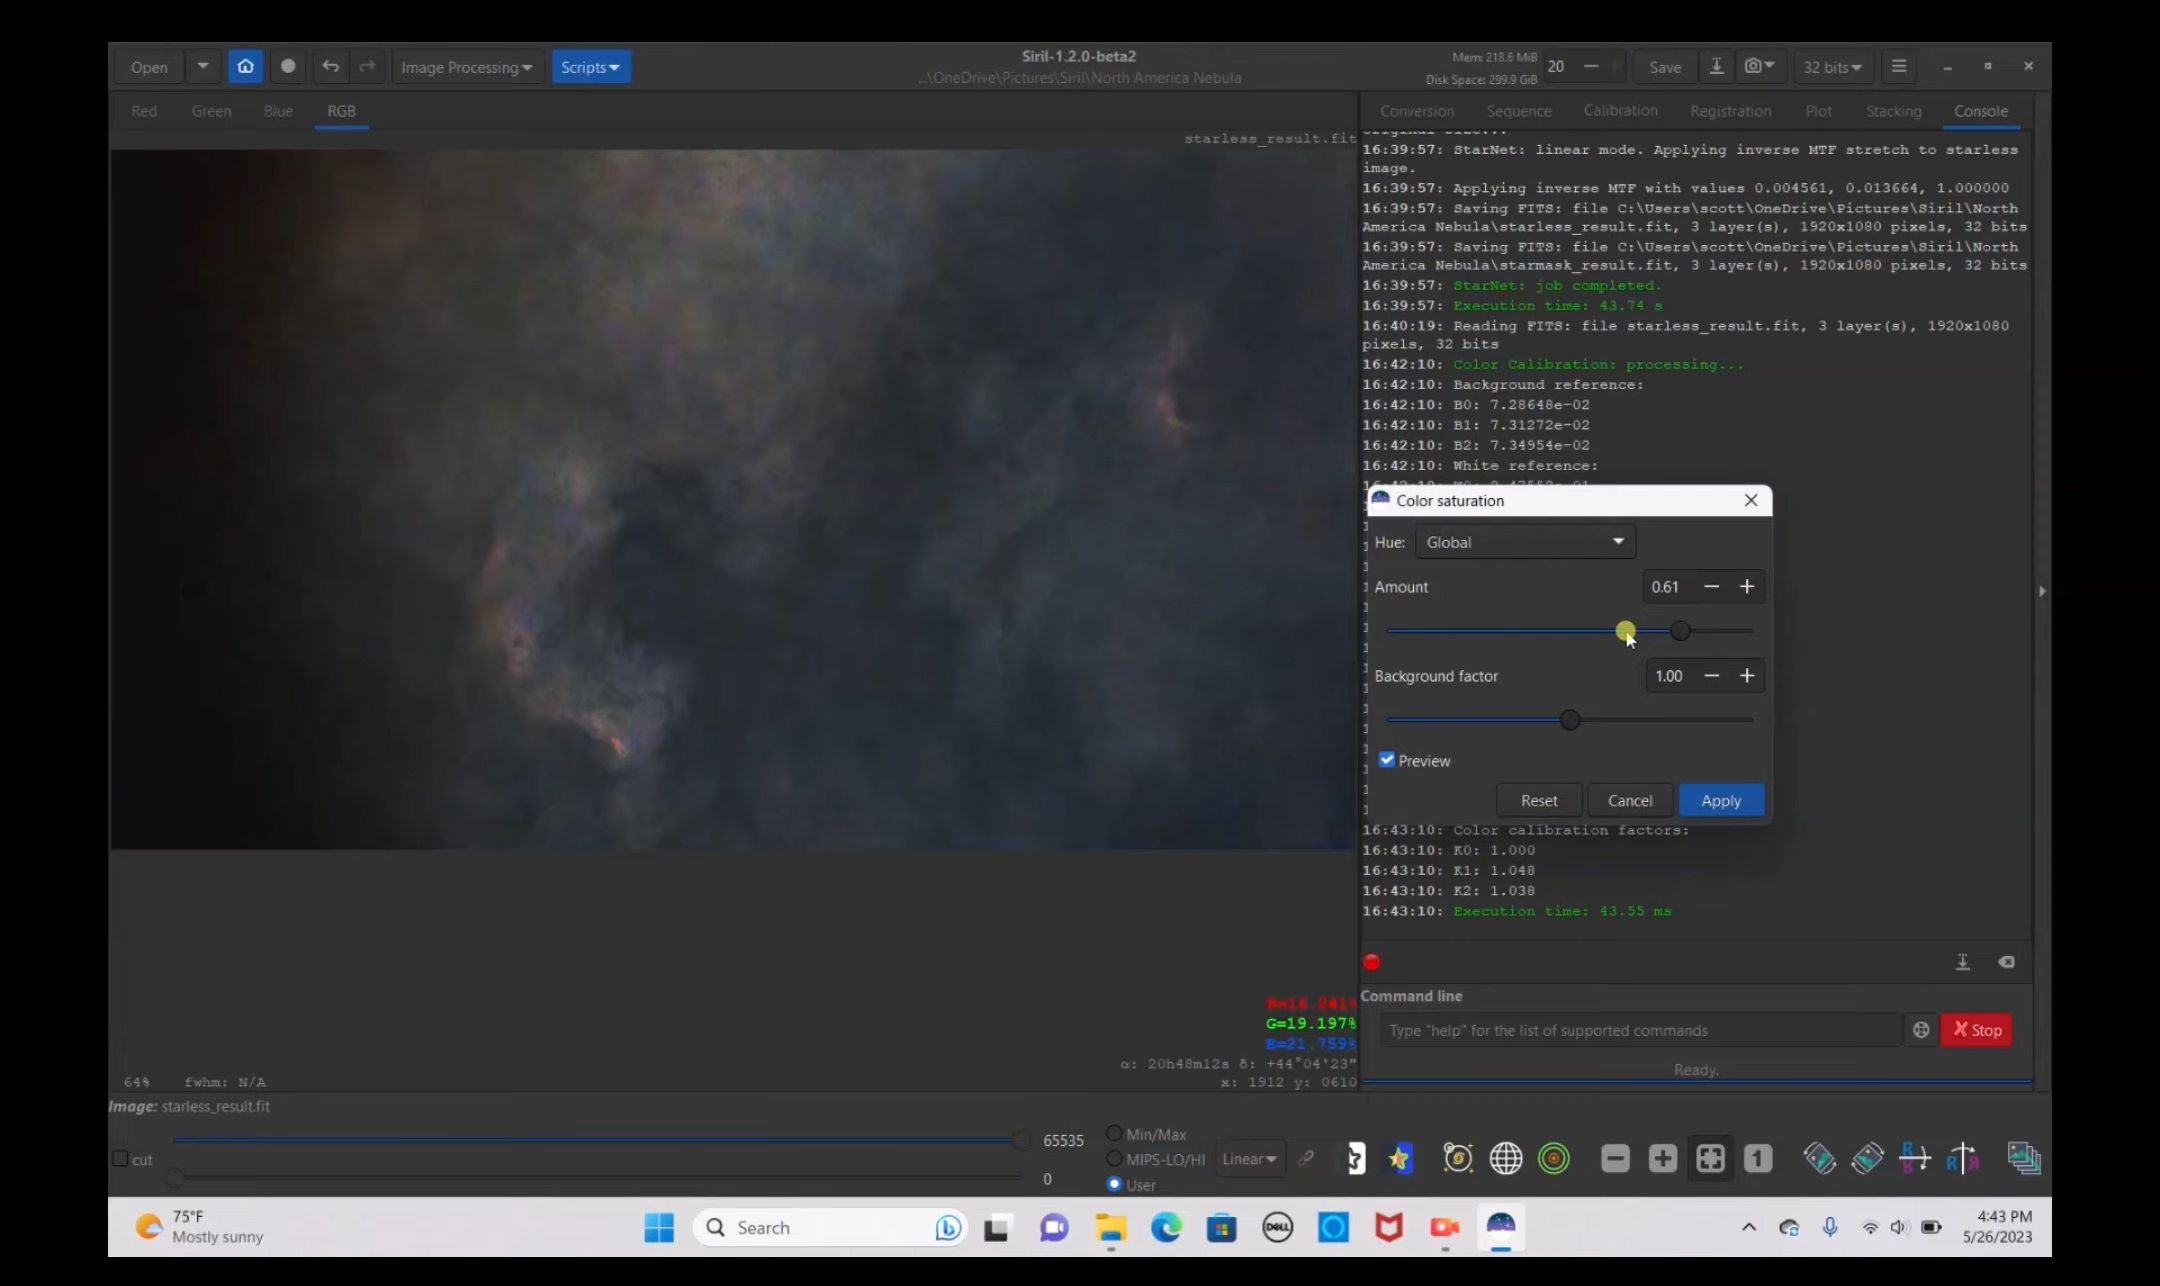 Open
Image Processing
Scripts
Siril-1.2.0-beta2
...\OneDrive\Pictures\Siril\North America Nebula
Mem: 218.6 MiB
Disk Space: 299.9 GiB
20
Save
32 bits
Red Green Blue RGB
starless_result.fit
Conversion Sequence Calibration Registration Plot Stacking Console
original size...
16:39:57: StarNet: linear mode. Applying inverse MTF stretch to starless
image.
16:39:57: Applying inverse MTF with values 0.004561, 0.013664, 1.000000
16:39:57: Saving FITS: file C:\Users\scott\OneDrive\Pictures\Siril\North
America Nebula\starless_result.fit, 3 layer(s), 1920x1080 pixels, 32 bits
16:39:57: Saving FITS: file C:\Users\scott\OneDrive\Pictures\Siril\North
America Nebula\starmask_result.fit, 3 layer(s), 1920x1080 pixels, 32 bits
16:39:57: StarNet: job completed.
16:39:57: Execution time: 43.74 s
16:40:19: Reading FITS: file starless_result.fit, 3 layer(s), 1920x1080
pixels, 32 bits
16:42:10: Color Calibration: processing...
16:42:10: Background reference:
16:42:10: B0: 7.28648e-02
16:42:10: B1: 7.31272e-02
16:42:10: B2: 7.34954e-02
16:42:10: White reference:
Color saturation
Hue: Global
Amount 0.61
Background factor 1.00
Preview
Reset Cancel Apply
16:43:10: Color calibration factors:
16:43:10: K0: 1.000
16:43:10: K1: 1.048
16:43:10: K2: 1.038
16:43:10: Execution time: 43.55 ms
Command line
Type "help" for the list of supported commands
Stop
Ready.
G=19.197%
B=21.759%
α: 20h48m12s δ: +44°04'23"
x: 1912 y: 0610
64% fwhm: N/A
Image: starless_result.fit
65535
cut
0
Min/Max
MIPS-LO/HI
User
Linear
1
75°F
Mostly sunny
Search
DELL
4:43 PM
5/26/2023